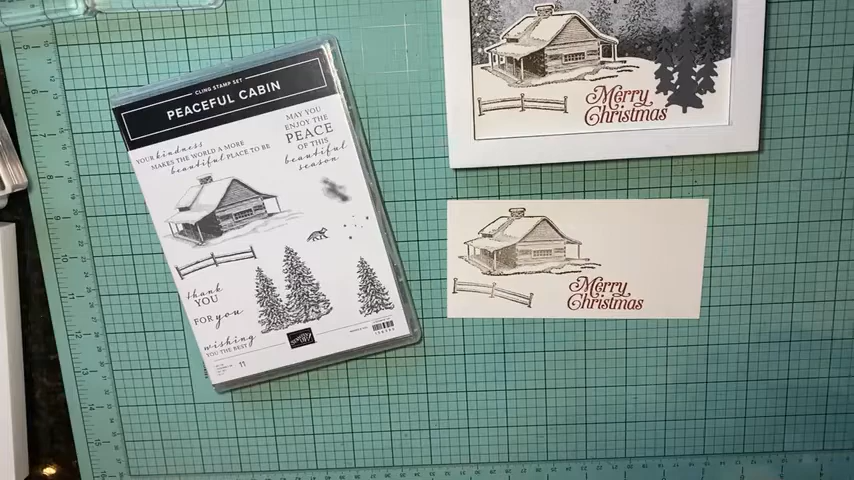 CLING STAMP SET
PEACEFUL CABIN
YOUR kindness
MAKES THE WORLD A MORE
beautiful PLACE TO BE
MAY YOU
ENJOY THE
PEACE
OF THIS
beautiful
season
thank
YOU
FOR you
wishing
YOU THE BEST
11
Merry
Christmas
Merry
Christmas